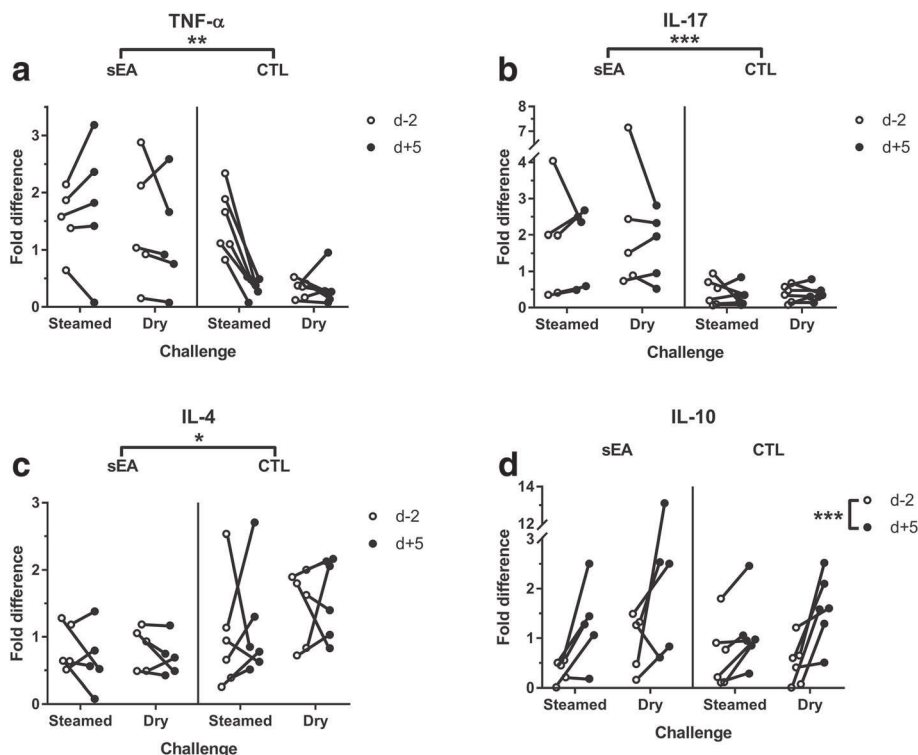 TNF-α
**
a
sEA
CTL
Fold difference
3
2
1
0
Steamed
Dry
Steamed
Dry
Challenge
d-2
d+5
IL-17
***
b
sEA
CTL
Fold difference
8
7
6
4
3
2
1
0
Steamed
Dry
Steamed
Dry
Challenge
d-2
d+5
IL-4
*
c
sEA
CTL
Fold difference
3
2
1
0
Steamed
Dry
Steamed
Dry
Challenge
d-2
d+5
IL-10
d
sEA
CTL
Fold difference
14
12
2
1
0
Steamed
Dry
Steamed
Dry
Challenge
***
d-2
d+5